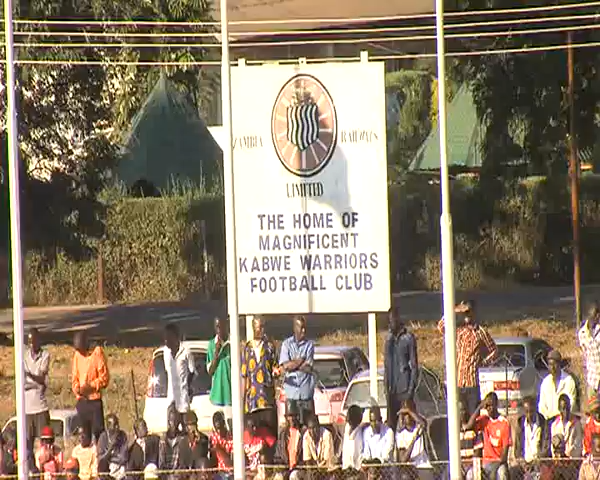 ZAMBIA RAILWAYS
LIMITED
THE HOME OF
MAGNIFICENT
KABWE WARRIORS
FOOTBALL CLUB